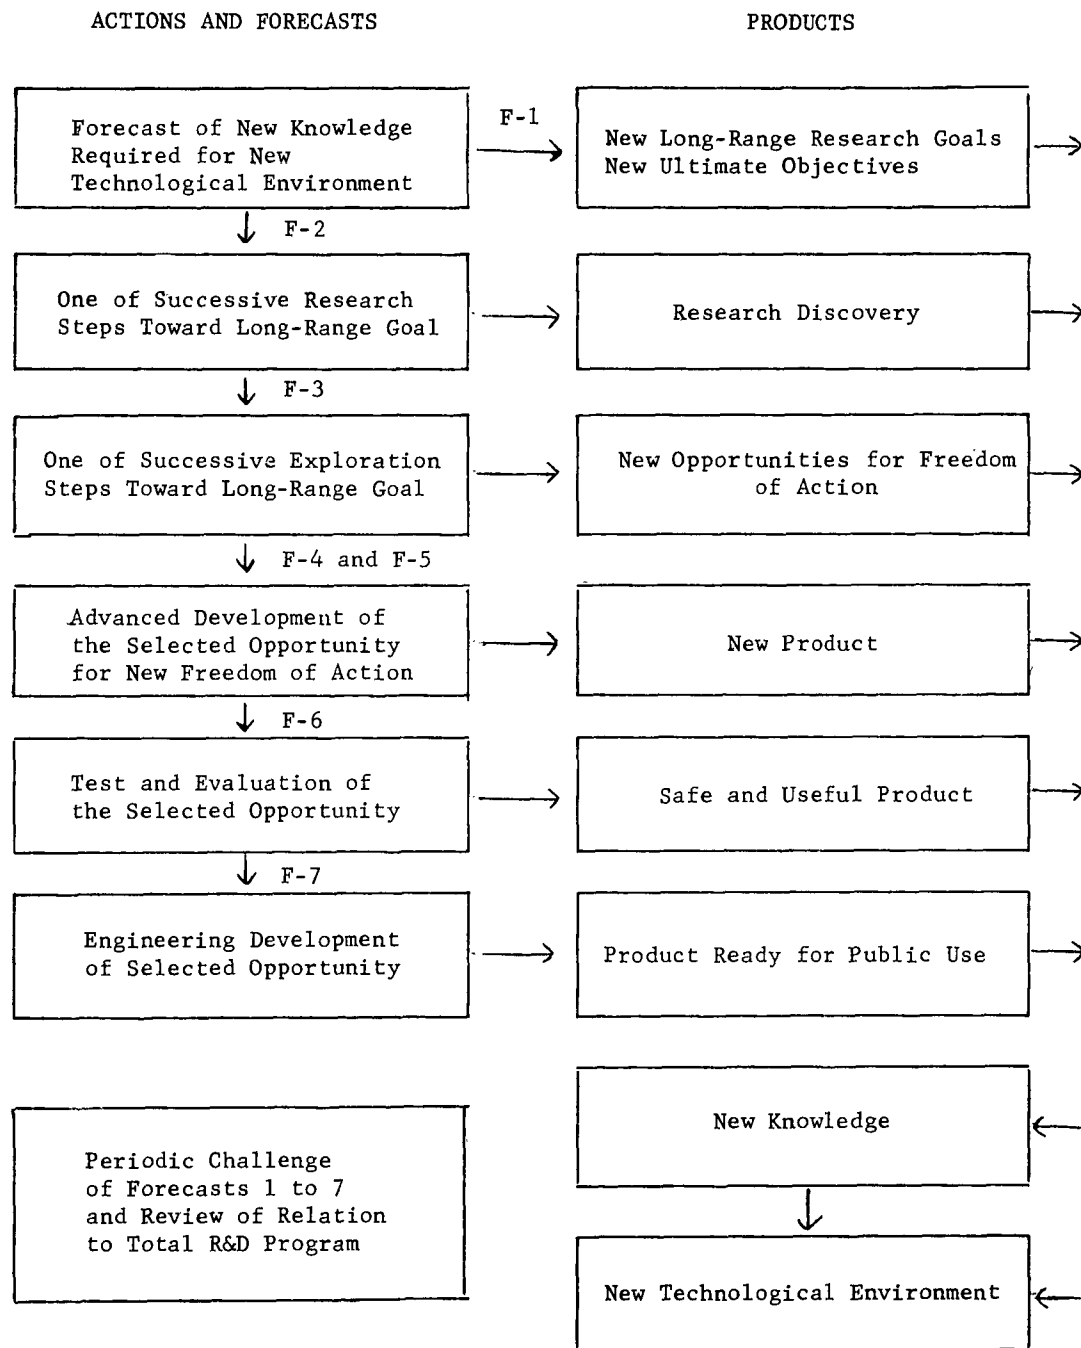 ACTIONS AND FORECASTS
PRODUCTS
Forecast of New Knowledge
Required for New
Technological Environment
F-1
New Long-Range Research Goals
New Ultimate Objectives
F-2
One of Successive Research
Steps Toward Long-Range Goal
Research Discovery
F-3
One of Successive Exploration
Steps Toward Long-Range Goal
New Opportunities for Freedom
of Action
F-4 and F-5
Advanced Development of
the Selected Opportunity
for New Freedom of Action
New Product
F-6
Test and Evaluation of
the Selected Opportunity
Safe and Useful Product
F-7
Engineering Development
of Selected Opportunity
Product Ready for Public Use
Periodic Challenge
of Forecasts 1 to 7
and Review of Relation
to Total R&D Program
New Knowledge
New Technological Environment